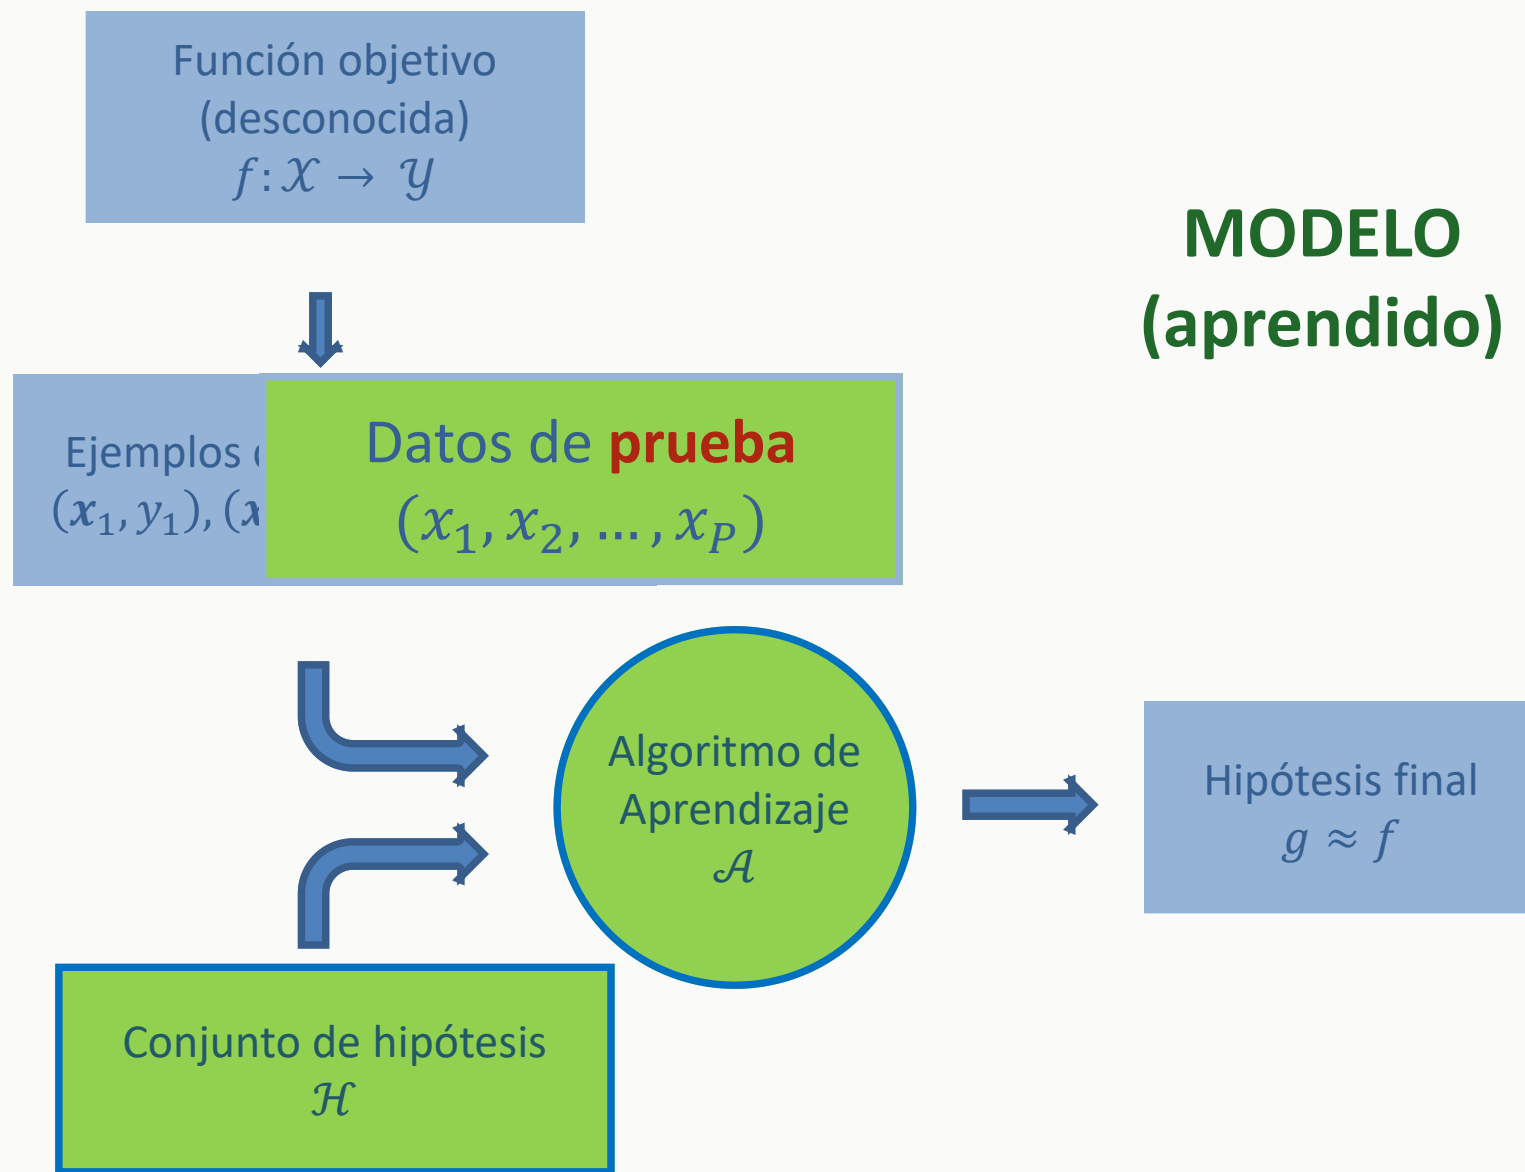 Función objetivo
(desconocida)
f: 𝒳 → 𝒴
MODELO
(aprendido)
Ejemplos
(x₁, y₁), (x
Datos de prueba
(x₁, x₂, …, x_P)
Algoritmo de
Aprendizaje
𝒜
Hipótesis final
g ≈ f
Conjunto de hipótesis
ℋ